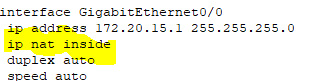 interface GigabitEthernet0/0
ip address 172.20.15.1 255.255.255.0
ip nat inside
duplex auto
speed auto